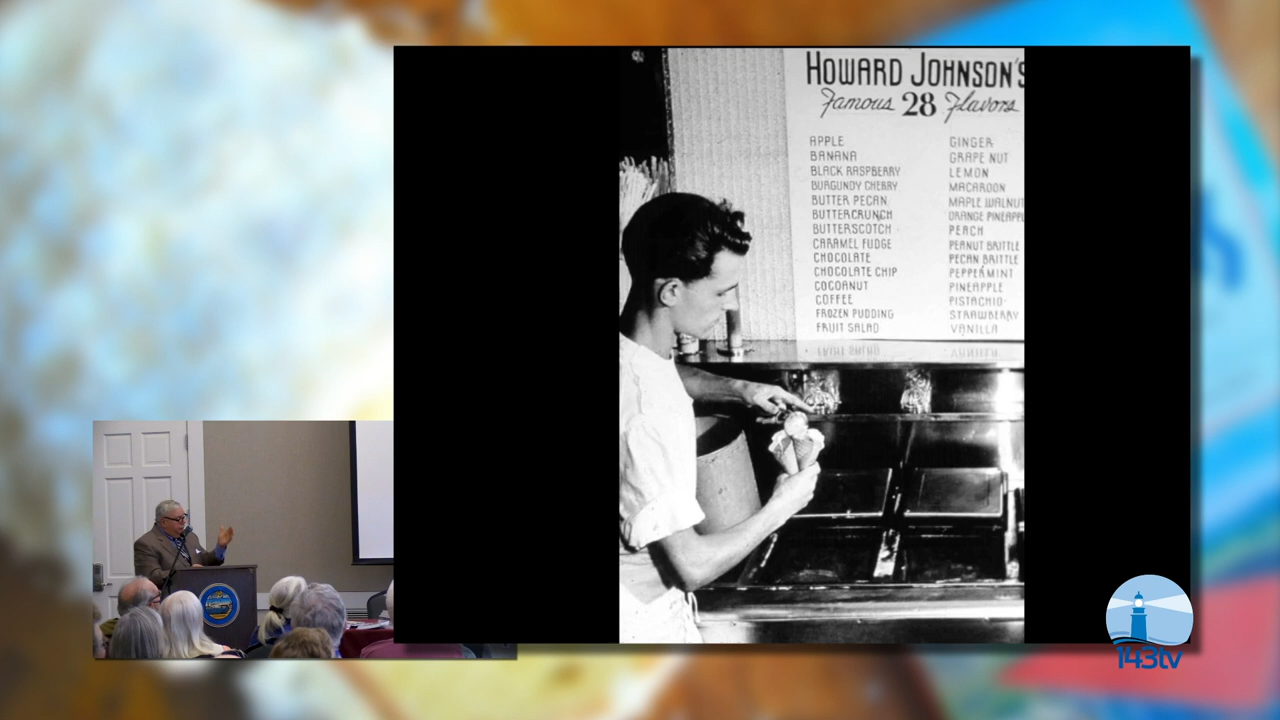 HOWARD JOHNSON'S
Famous 28 Flavors
APPLE
BANANA
BLACK RASPBERRY
BURGUNDY CHERRY
BUTTER PECAN
BUTTERCRUNCH
BUTTERSCOTCH
CARAMEL FUDGE
CHOCOLATE
CHOCOLATE CHIP
COCOANUT
COFFEE
FROZEN PUDDING
FRUIT SALAD
GINGER
GRAPE NUT
LEMON
MACAROON
MAPLE WALNUT
ORANGE PINEAPPL
PEACH
PEANUT BRITTLE
PECAN BRITTLE
PEPPERMINT
PINEAPPLE
PISTACHIO
STRAWBERRY
VANILLA
143tv